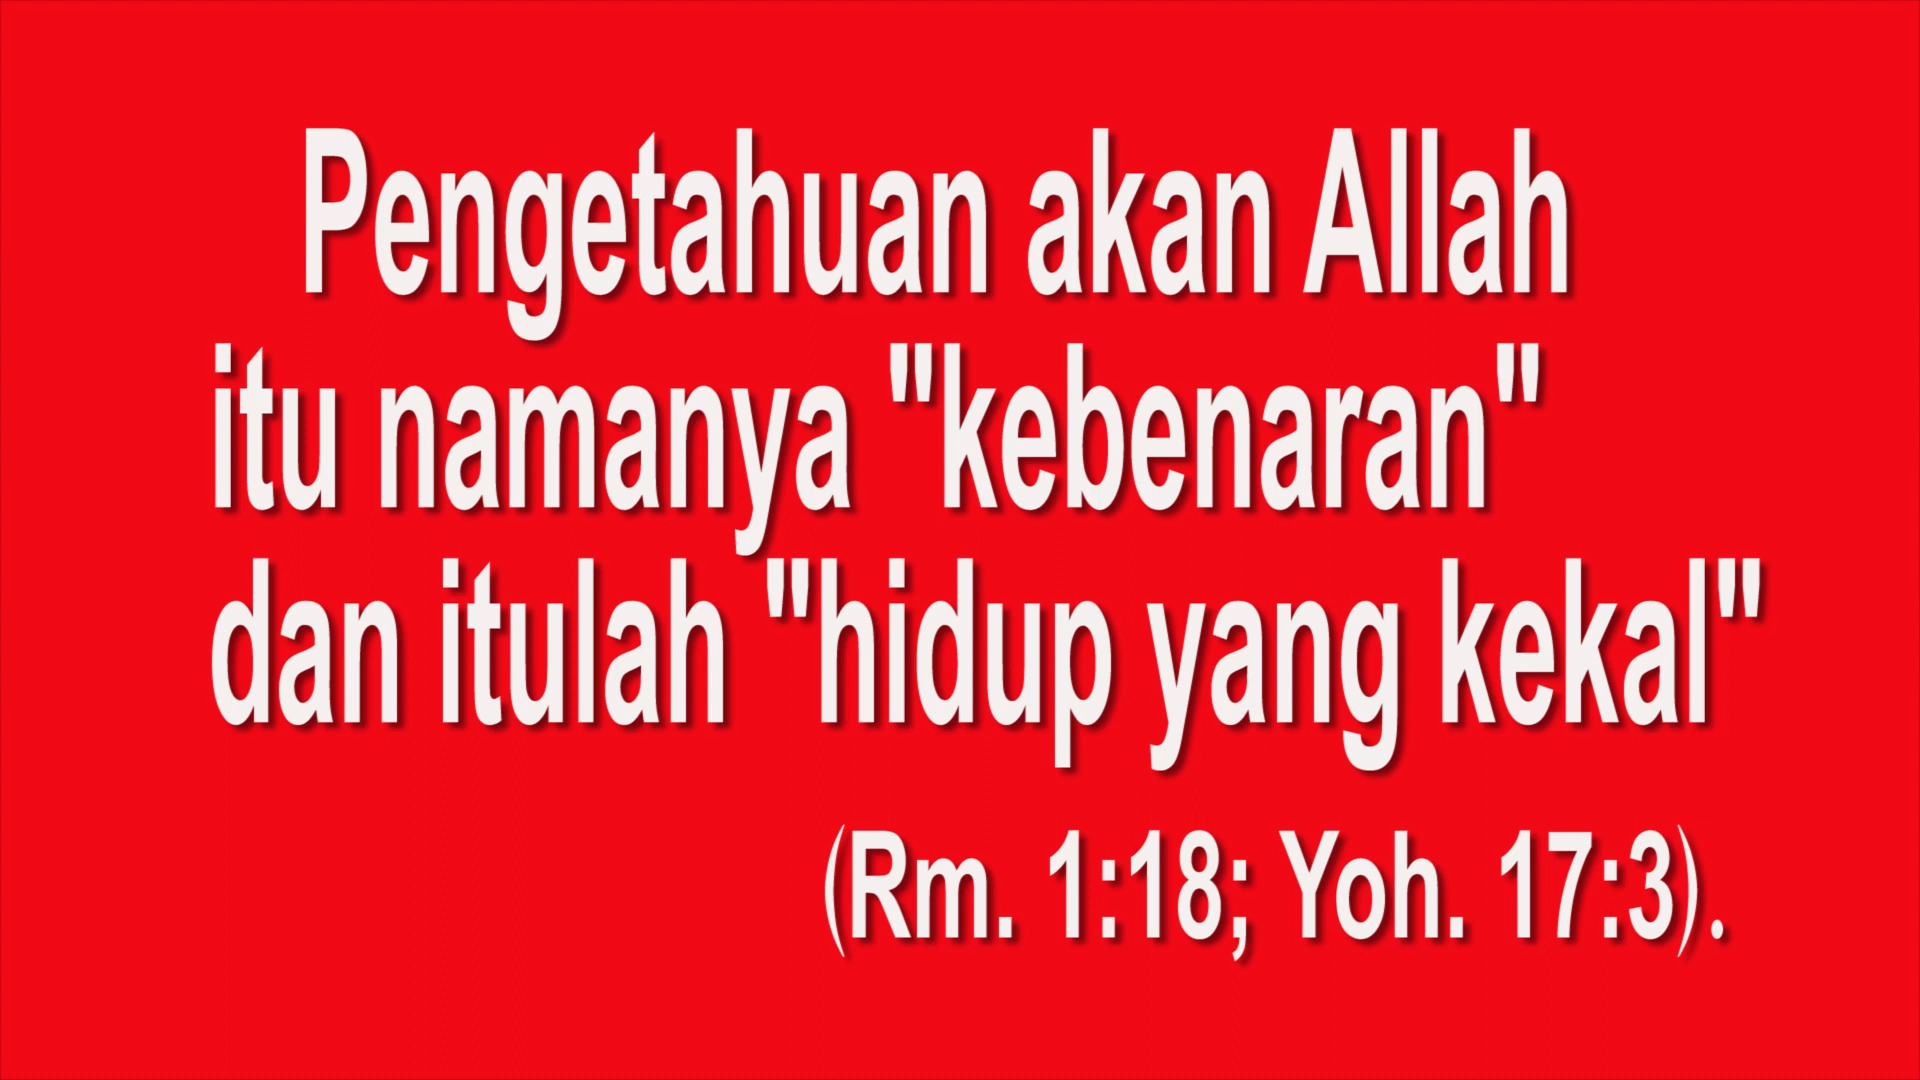 Pengetahuan akan Allah
itu namanya "kebenaran"
dan itulah "hidup yang kekal"
(Rm. 1:18; Yoh. 17:3).